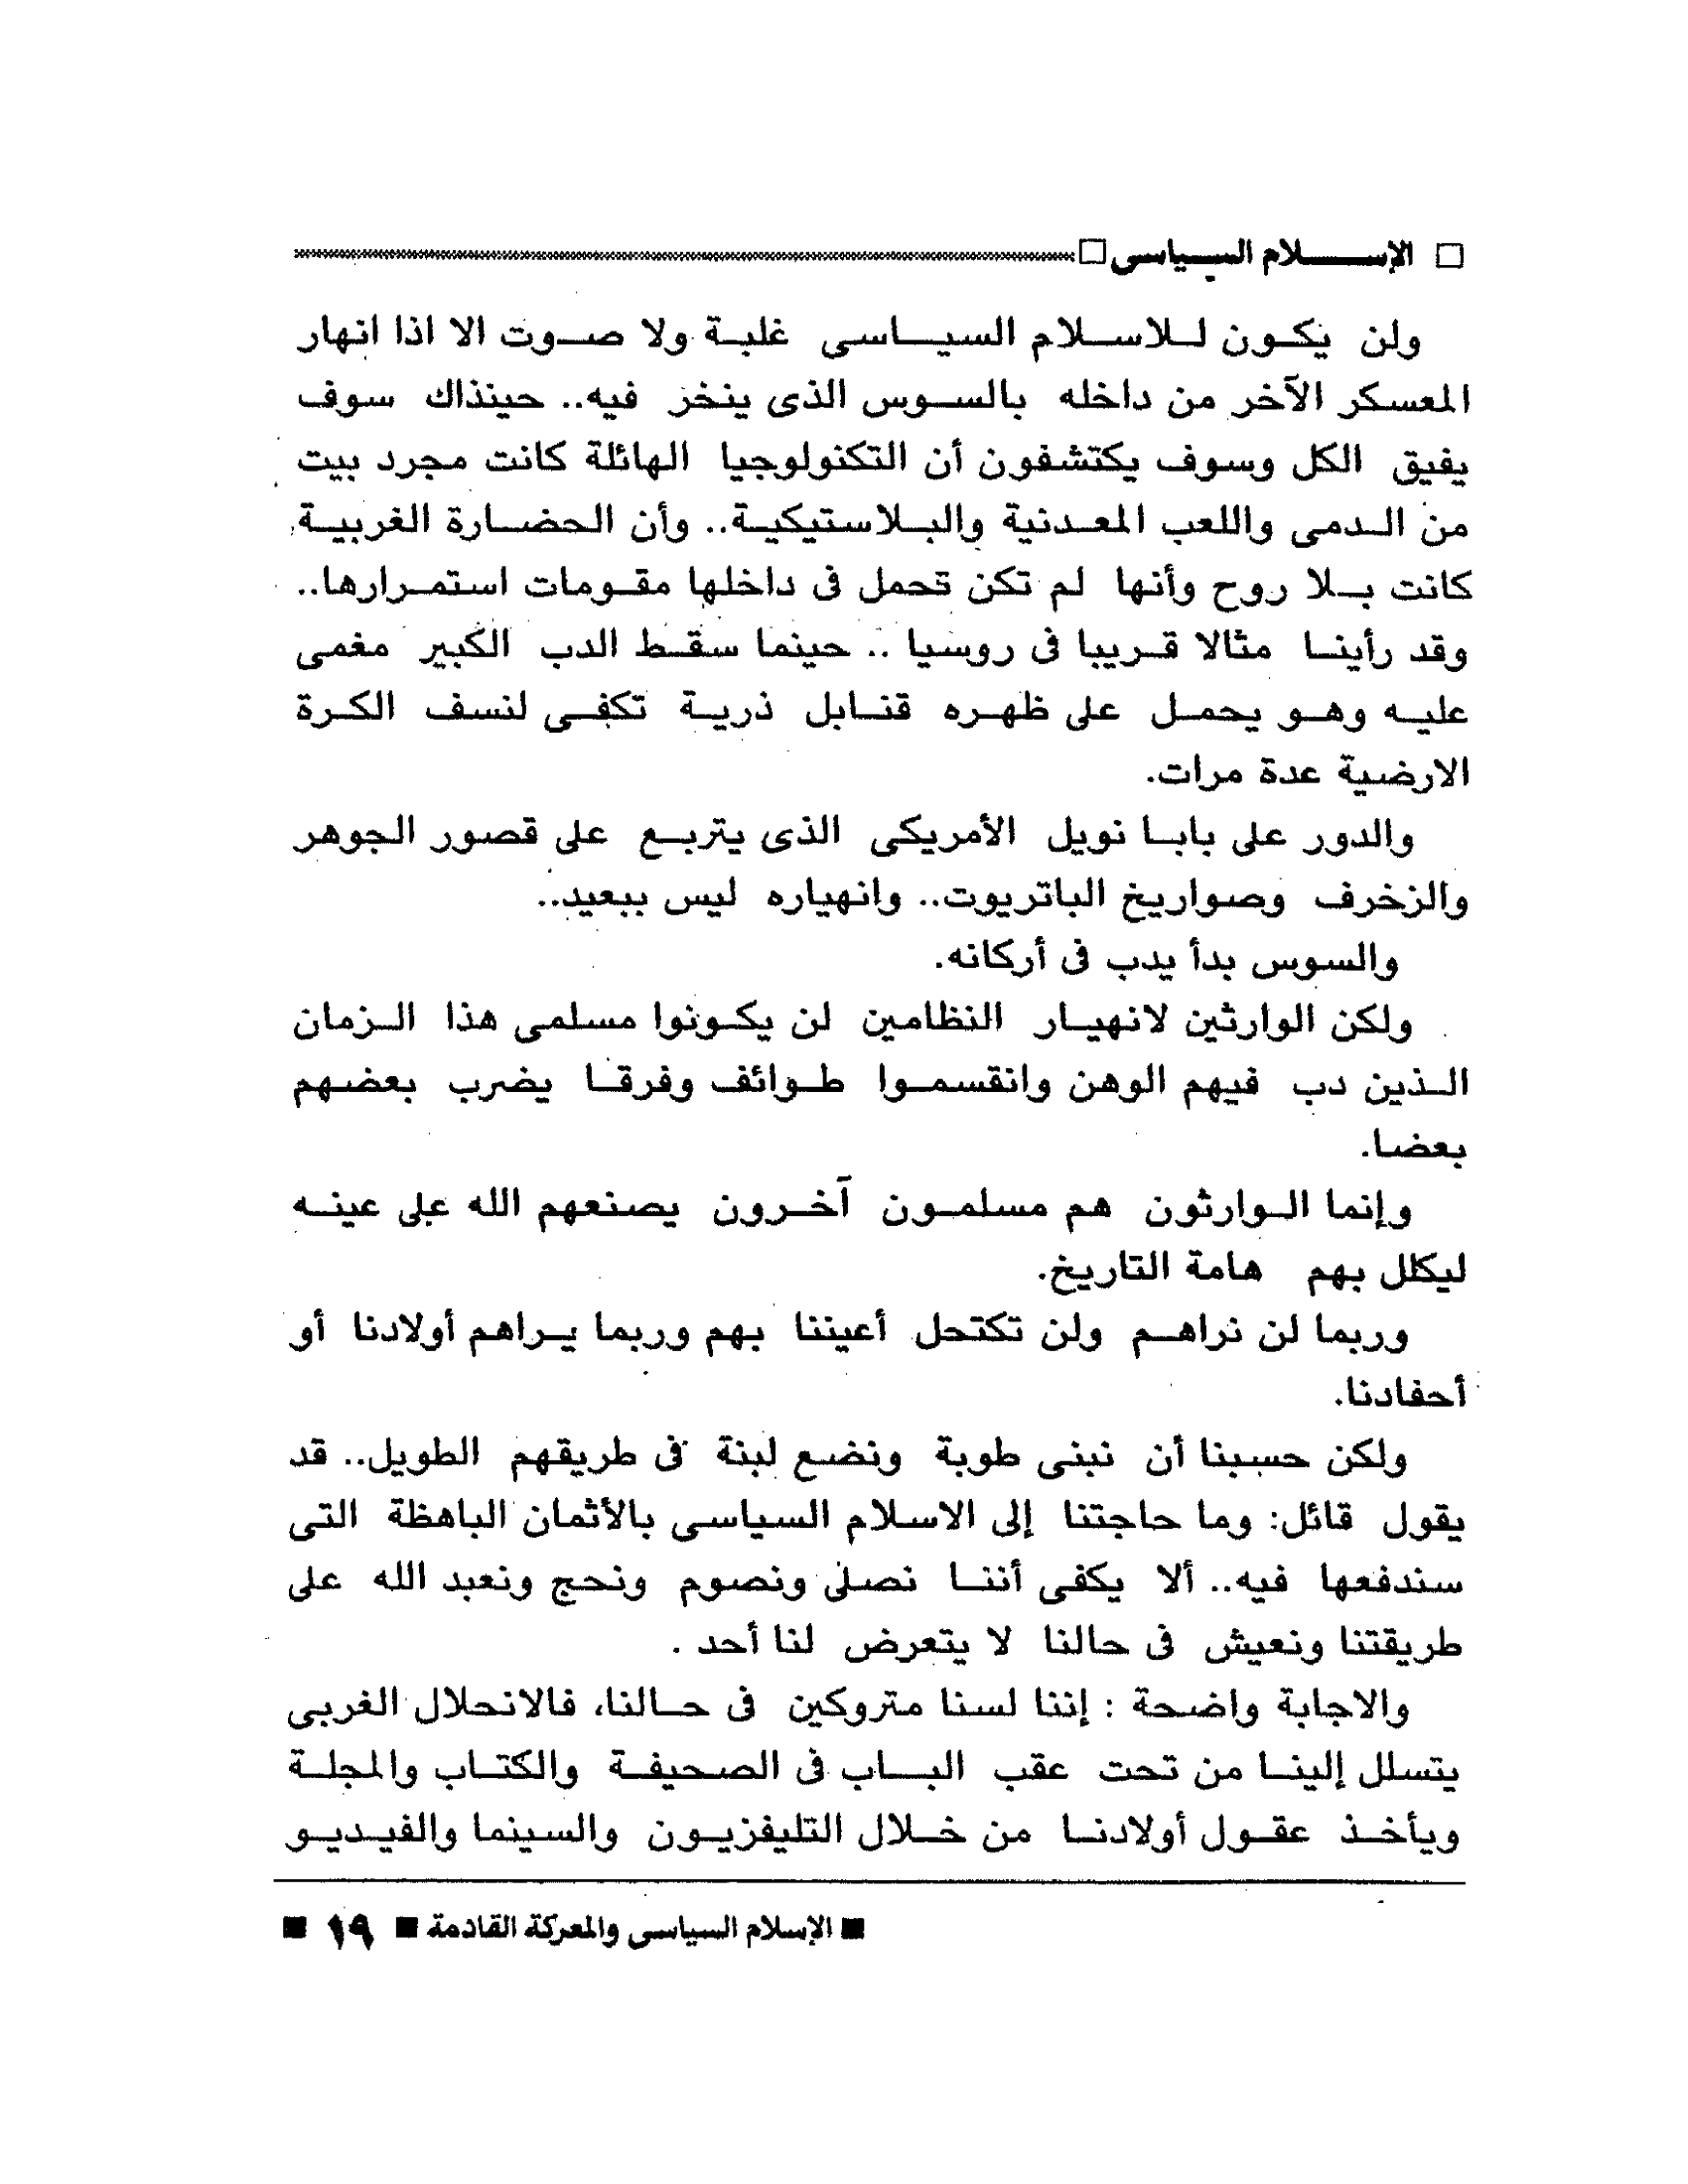 □ الإسلام السياسى □
ولن يكون للاسلام السياسى غلبة ولا صوت الا اذا انهار
المعسكر الآخر من داخله بالسوس الذى ينخر فيه.. حينذاك سوف
يفيق الكل وسوف يكتشفون أن التكنولوجيا الهائلة كانت مجرد بيت
من الدمى واللعب المعدنية والبلاستيكية.. وأن الحضارة الغربية
كانت بلا روح وأنها لم تكن تحمل فى داخلها مقومات استمرارها..
وقد رأينا مثالا قريبا فى روسيا .. حينما سقط الدب الكبير مغمى
عليه وهو يحمل على ظهره قنابل ذرية تكفى لنسف الكرة
الارضية عدة مرات.
والدور على بابا نويل الأمريكى الذى يتربع على قصور الجوهر
والزخرف وصواريخ الباتريوت.. وانهياره ليس ببعيد..
والسوس بدأ يدب فى أركانه.
ولكن الوارثين لانهيار النظامين لن يكونوا مسلمى هذا الزمان
الذين دب فيهم الوهن وانقسموا طوائف وفرقا يضرب بعضهم
بعضا.
وإنما الوارثون هم مسلمون آخرون يصنعهم الله على عينه
ليكلل بهم هامة التاريخ.
وربما لن نراهم ولن تكتحل أعيننا بهم وربما يراهم أولادنا أو
أحفادنا.
ولكن حسبنا أن نبنى طوبة ونضع لبنة فى طريقهم الطويل.. قد
يقول قائل: وما حاجتنا إلى الاسلام السياسى بالأثمان الباهظة التى
سندفعها فيه.. ألا يكفى أننا نصلى ونصوم ونحج ونعبد الله على
طريقتنا ونعيش فى حالنا لا يتعرض لنا أحد .
والاجابة واضحة : إننا لسنا متروكين فى حالنا، فالانحلال الغربى
يتسلل إلينا من تحت عقب الباب فى الصحيفة والكتاب والمجلة
ويأخذ عقول أولادنا من خلال التليفزيون والسينما والفيديو
■ الإسلام السياسى والمعركة القادمة ■ ١٩ ■